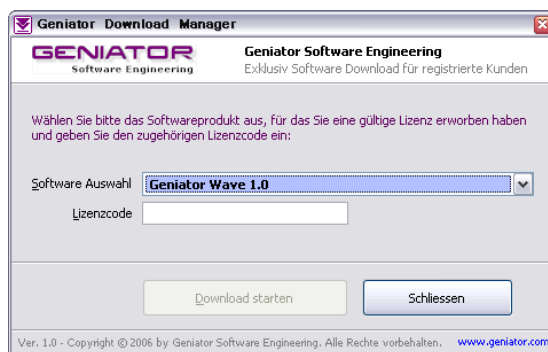 Geniator Download Manager
GENIATOR
Software Engineering
Geniator Software Engineering
Exklusiv Software Download für registrierte Kunden
Wählen Sie bitte das Softwareprodukt aus, für das Sie eine gültige Lizenz erworben haben
und geben Sie den zugehörigen Lizenzcode ein:
Software Auswahl
Geniator Wave 1.0
Lizenzcode
Download starten
Schliessen
Ver. 1.0 - Copyright © 2006 by Geniator Software Engineering. Alle Rechte vorbehalten.
www.geniator.com